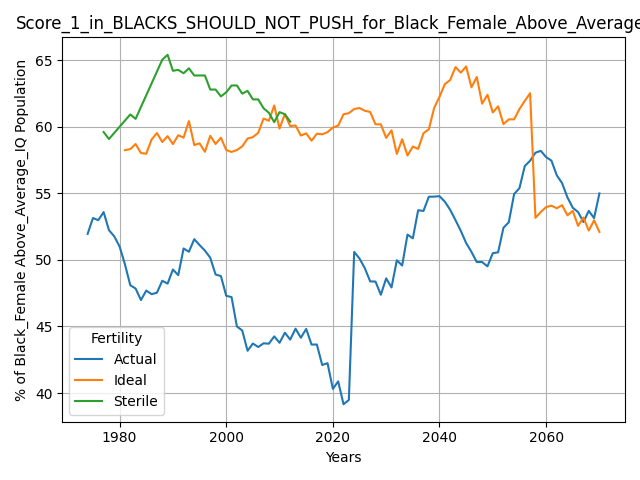 Score_1_in_BLACKS_SHOULD_NOT_PUSH_for_Black_Female_Above_Average
% of Black_Female Above_Average_IQ Population
65
60
55
50
45
40
Fertility
Actual
Ideal
Sterile
1980 2000 2020 2040 2060
Years